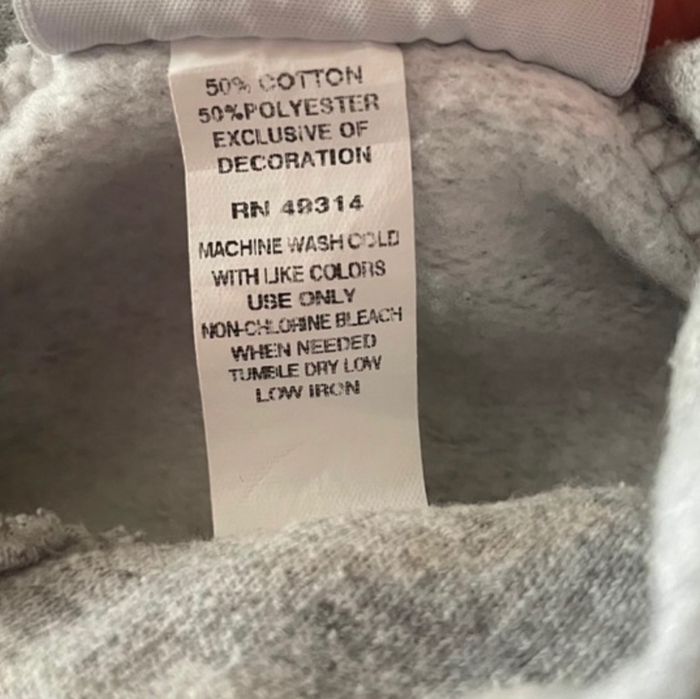 50% COTTON
50%POLYESTER
EXCLUSIVE OF
DECORATION
RN 49314
MACHINE WASH COLD
WITH LIKE COLORS
USE ONLY
NON-CHLORINE BLEACH
WHEN NEEDED
TUMBLE DRY LOW
LOW IRON